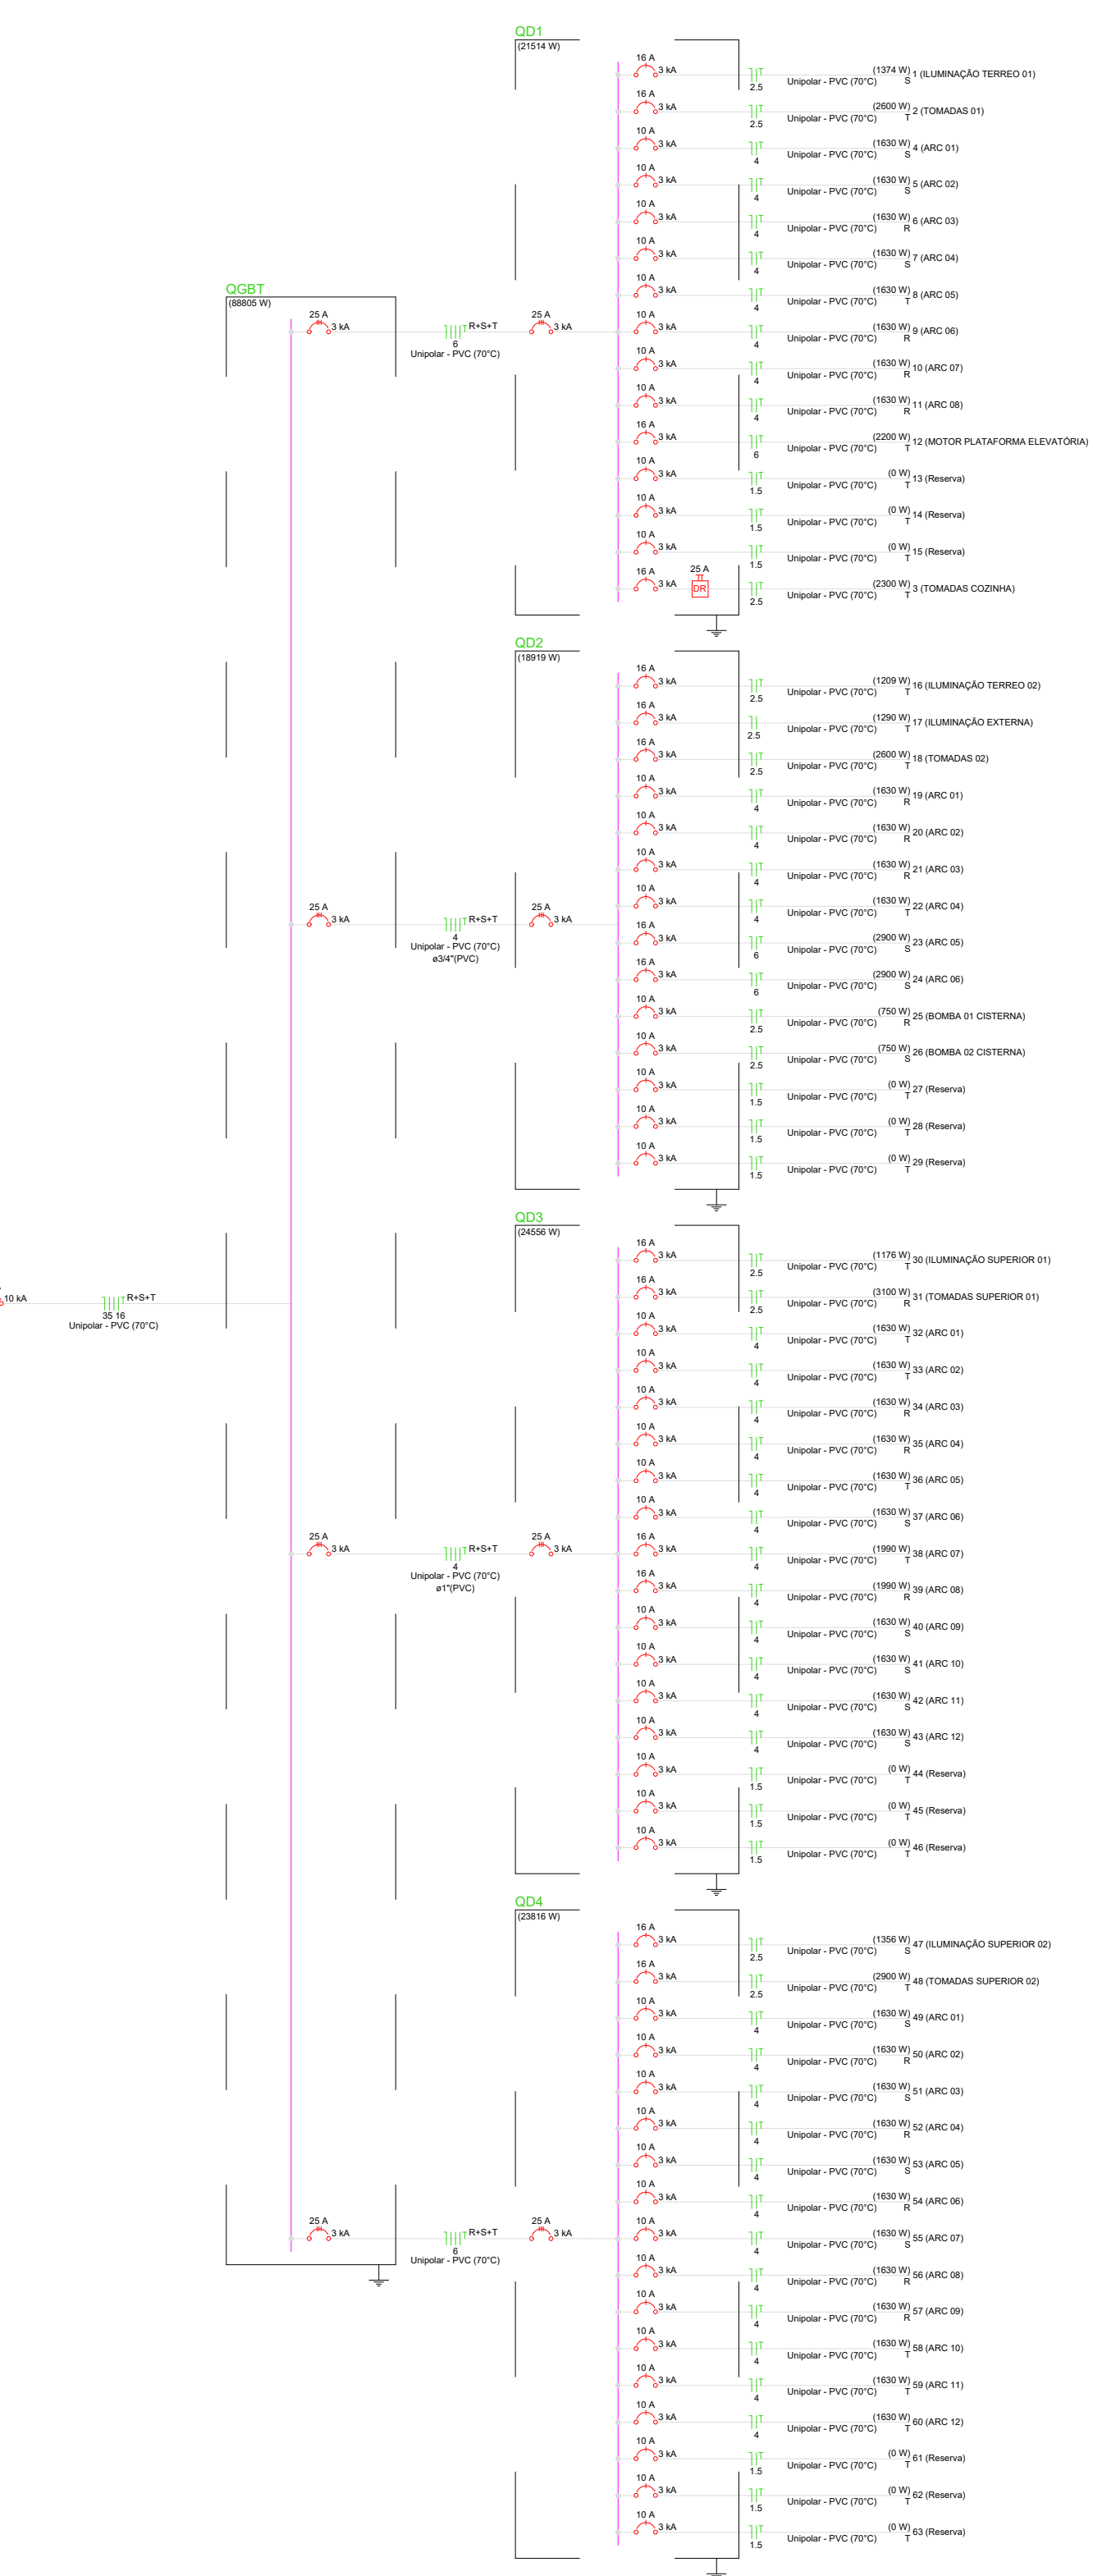 QD1
(21514 W)
16 A
3 kA
2.5
T
Unipolar - PVC (70°C)
(1374 W)
S
1 (ILUMINAÇÃO TERREO 01)
16 A
3 kA
2.5
T
Unipolar - PVC (70°C)
(2600 W)
T
2 (TOMADAS 01)
10 A
3 kA
4
T
Unipolar - PVC (70°C)
(1630 W)
S
4 (ARC 01)
10 A
3 kA
4
T
Unipolar - PVC (70°C)
(1630 W)
S
5 (ARC 02)
10 A
3 kA
4
T
Unipolar - PVC (70°C)
(1630 W)
R
6 (ARC 03)
10 A
3 kA
4
T
Unipolar - PVC (70°C)
(1630 W)
S
7 (ARC 04)
10 A
3 kA
4
T
Unipolar - PVC (70°C)
(1630 W)
T
8 (ARC 05)
QGBT
(88805 W)
25 A
3 kA
R+S+T
6
Unipolar - PVC (70°C)
25 A
3 kA
10 A
3 kA
4
T
Unipolar - PVC (70°C)
(1630 W)
R
9 (ARC 06)
10 A
3 kA
4
T
Unipolar - PVC (70°C)
(1630 W)
R
10 (ARC 07)
10 A
3 kA
4
T
Unipolar - PVC (70°C)
(1630 W)
R
11 (ARC 08)
16 A
3 kA
6
T
Unipolar - PVC (70°C)
(2200 W)
T
12 (MOTOR PLATAFORMA ELEVATÓRIA)
10 A
3 kA
1.5
T
Unipolar - PVC (70°C)
(0 W)
T
13 (Reserva)
10 A
3 kA
1.5
T
Unipolar - PVC (70°C)
(0 W)
T
14 (Reserva)
10 A
3 kA
1.5
T
Unipolar - PVC (70°C)
(0 W)
T
15 (Reserva)
16 A
3 kA
25 A
DR
2.5
T
Unipolar - PVC (70°C)
(2300 W)
T
3 (TOMADAS COZINHA)
QD2
(18919 W)
16 A
3 kA
2.5
T
Unipolar - PVC (70°C)
(1209 W)
T
16 (ILUMINAÇÃO TERREO 02)
16 A
3 kA
2.5
Unipolar - PVC (70°C)
(1290 W)
T
17 (ILUMINAÇÃO EXTERNA)
16 A
3 kA
2.5
T
Unipolar - PVC (70°C)
(2600 W)
T
18 (TOMADAS 02)
10 A
3 kA
4
T
Unipolar - PVC (70°C)
(1630 W)
R
19 (ARC 01)
10 A
3 kA
4
T
Unipolar - PVC (70°C)
(1630 W)
R
20 (ARC 02)
10 A
3 kA
4
T
Unipolar - PVC (70°C)
(1630 W)
R
21 (ARC 03)
10 A
3 kA
4
T
Unipolar - PVC (70°C)
(1630 W)
T
22 (ARC 04)
25 A
3 kA
R+S+T
4
Unipolar - PVC (70°C)
ø3/4"(PVC)
25 A
3 kA
16 A
3 kA
6
T
Unipolar - PVC (70°C)
(2900 W)
S
23 (ARC 05)
16 A
3 kA
6
T
Unipolar - PVC (70°C)
(2900 W)
S
24 (ARC 06)
10 A
3 kA
2.5
T
Unipolar - PVC (70°C)
(750 W)
R
25 (BOMBA 01 CISTERNA)
10 A
3 kA
2.5
T
Unipolar - PVC (70°C)
(750 W)
S
26 (BOMBA 02 CISTERNA)
10 A
3 kA
1.5
T
Unipolar - PVC (70°C)
(0 W)
T
27 (Reserva)
10 A
3 kA
1.5
T
Unipolar - PVC (70°C)
(0 W)
T
28 (Reserva)
10 A
3 kA
1.5
T
Unipolar - PVC (70°C)
(0 W)
T
29 (Reserva)
QD3
(24556 W)
16 A
3 kA
2.5
T
Unipolar - PVC (70°C)
(1176 W)
T
30 (ILUMINAÇÃO SUPERIOR 01)
10 kA
R+S+T
35 16
Unipolar - PVC (70°C)
16 A
3 kA
2.5
T
Unipolar - PVC (70°C)
(3100 W)
R
31 (TOMADAS SUPERIOR 01)
10 A
3 kA
4
T
Unipolar - PVC (70°C)
(1630 W)
T
32 (ARC 01)
10 A
3 kA
4
T
Unipolar - PVC (70°C)
(1630 W)
T
33 (ARC 02)
10 A
3 kA
4
T
Unipolar - PVC (70°C)
(1630 W)
R
34 (ARC 03)
10 A
3 kA
4
T
Unipolar - PVC (70°C)
(1630 W)
R
35 (ARC 04)
10 A
3 kA
4
T
Unipolar - PVC (70°C)
(1630 W)
T
36 (ARC 05)
10 A
3 kA
4
T
Unipolar - PVC (70°C)
(1630 W)
S
37 (ARC 06)
25 A
3 kA
R+S+T
4
Unipolar - PVC (70°C)
ø1"(PVC)
25 A
3 kA
16 A
3 kA
4
T
Unipolar - PVC (70°C)
(1990 W)
T
38 (ARC 07)
16 A
3 kA
4
T
Unipolar - PVC (70°C)
(1990 W)
R
39 (ARC 08)
10 A
3 kA
4
T
Unipolar - PVC (70°C)
(1630 W)
S
40 (ARC 09)
10 A
3 kA
4
T
Unipolar - PVC (70°C)
(1630 W)
S
41 (ARC 10)
10 A
3 kA
4
T
Unipolar - PVC (70°C)
(1630 W)
S
42 (ARC 11)
10 A
3 kA
4
T
Unipolar - PVC (70°C)
(1630 W)
S
43 (ARC 12)
10 A
3 kA
1.5
T
Unipolar - PVC (70°C)
(0 W)
T
44 (Reserva)
10 A
3 kA
1.5
T
Unipolar - PVC (70°C)
(0 W)
T
45 (Reserva)
10 A
3 kA
1.5
T
Unipolar - PVC (70°C)
(0 W)
T
46 (Reserva)
QD4
(23816 W)
16 A
3 kA
2.5
T
Unipolar - PVC (70°C)
(1356 W)
S
47 (ILUMINAÇÃO SUPERIOR 02)
16 A
3 kA
2.5
T
Unipolar - PVC (70°C)
(2900 W)
T
48 (TOMADAS SUPERIOR 02)
10 A
3 kA
4
T
Unipolar - PVC (70°C)
(1630 W)
S
49 (ARC 01)
10 A
3 kA
4
T
Unipolar - PVC (70°C)
(1630 W)
R
50 (ARC 02)
10 A
3 kA
4
T
Unipolar - PVC (70°C)
(1630 W)
S
51 (ARC 03)
10 A
3 kA
4
T
Unipolar - PVC (70°C)
(1630 W)
R
52 (ARC 04)
10 A
3 kA
4
T
Unipolar - PVC (70°C)
(1630 W)
S
53 (ARC 05)
10 A
3 kA
4
T
Unipolar - PVC (70°C)
(1630 W)
R
54 (ARC 06)
25 A
3 kA
R+S+T
6
Unipolar - PVC (70°C)
25 A
3 kA
10 A
3 kA
4
T
Unipolar - PVC (70°C)
(1630 W)
S
55 (ARC 07)
10 A
3 kA
4
T
Unipolar - PVC (70°C)
(1630 W)
R
56 (ARC 08)
10 A
3 kA
4
T
Unipolar - PVC (70°C)
(1630 W)
R
57 (ARC 09)
10 A
3 kA
4
T
Unipolar - PVC (70°C)
(1630 W)
T
58 (ARC 10)
10 A
3 kA
4
T
Unipolar - PVC (70°C)
(1630 W)
T
59 (ARC 11)
10 A
3 kA
4
T
Unipolar - PVC (70°C)
(1630 W)
T
60 (ARC 12)
10 A
3 kA
1.5
T
Unipolar - PVC (70°C)
(0 W)
T
61 (Reserva)
10 A
3 kA
1.5
T
Unipolar - PVC (70°C)
(0 W)
T
62 (Reserva)
10 A
3 kA
1.5
T
Unipolar - PVC (70°C)
(0 W)
T
63 (Reserva)